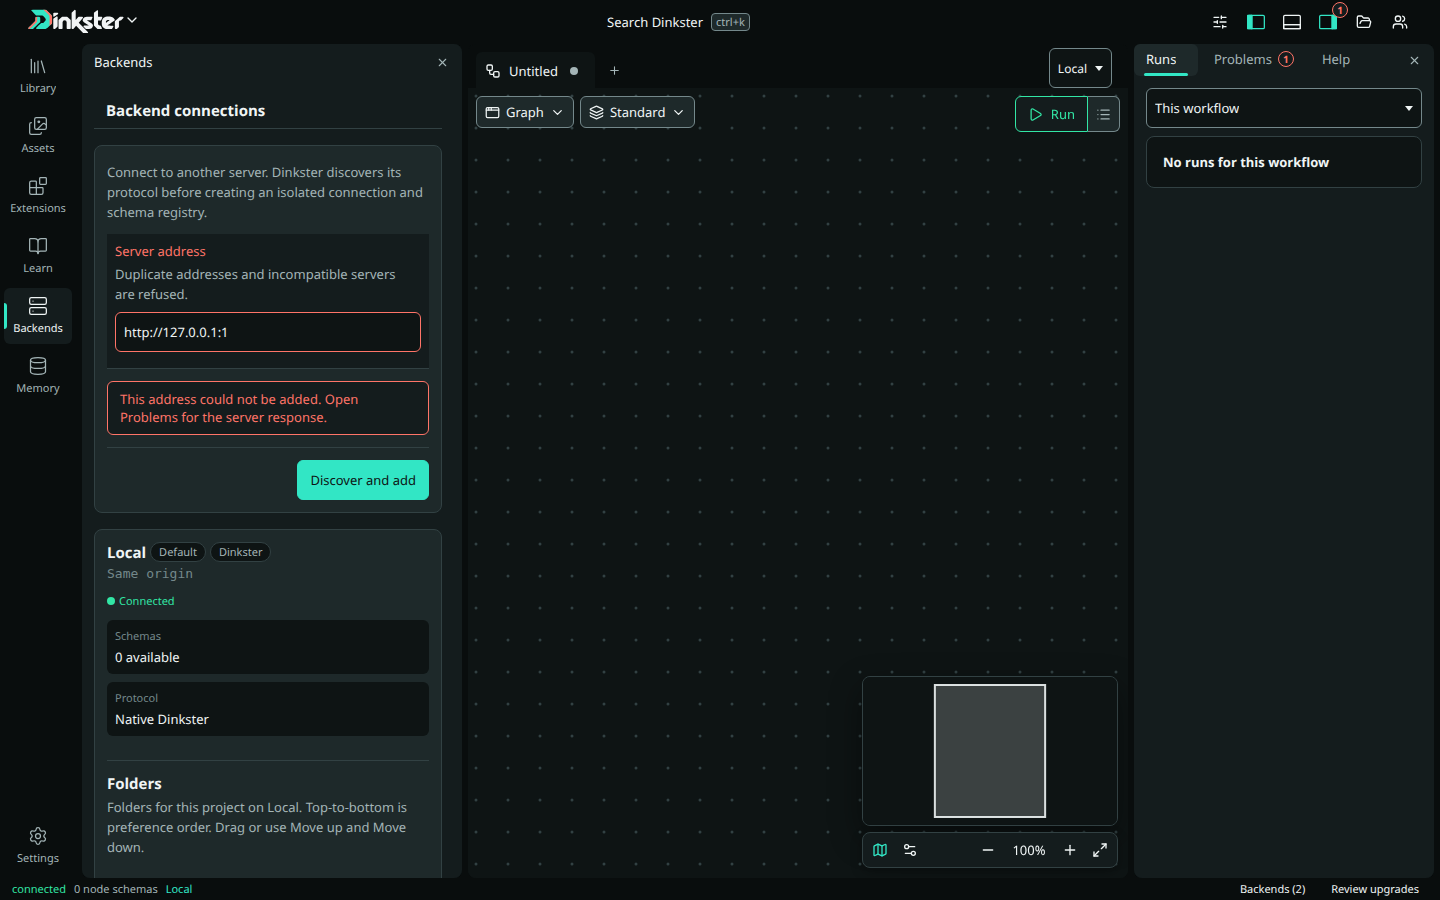 Dinkster
Search Dinkster ctrl+k
1
Library
Assets
Extensions
Learn
Backends
Memory
Settings
Backends
Backend connections
Connect to another server. Dinkster discovers its
protocol before creating an isolated connection and
schema registry.
Server address
Duplicate addresses and incompatible servers
are refused.
http://127.0.0.1:1
This address could not be added. Open
Problems for the server response.
Discover and add
Local Default Dinkster
Same origin
Connected
Schemas
0 available
Protocol
Native Dinkster
Folders
Folders for this project on Local. Top-to-bottom is
preference order. Drag or use Move up and Move
down.
Untitled
Local
Graph Standard
Run
100%
Runs Problems 1 Help
This workflow
No runs for this workflow
connected 0 node schemas Local
Backends (2) Review upgrades